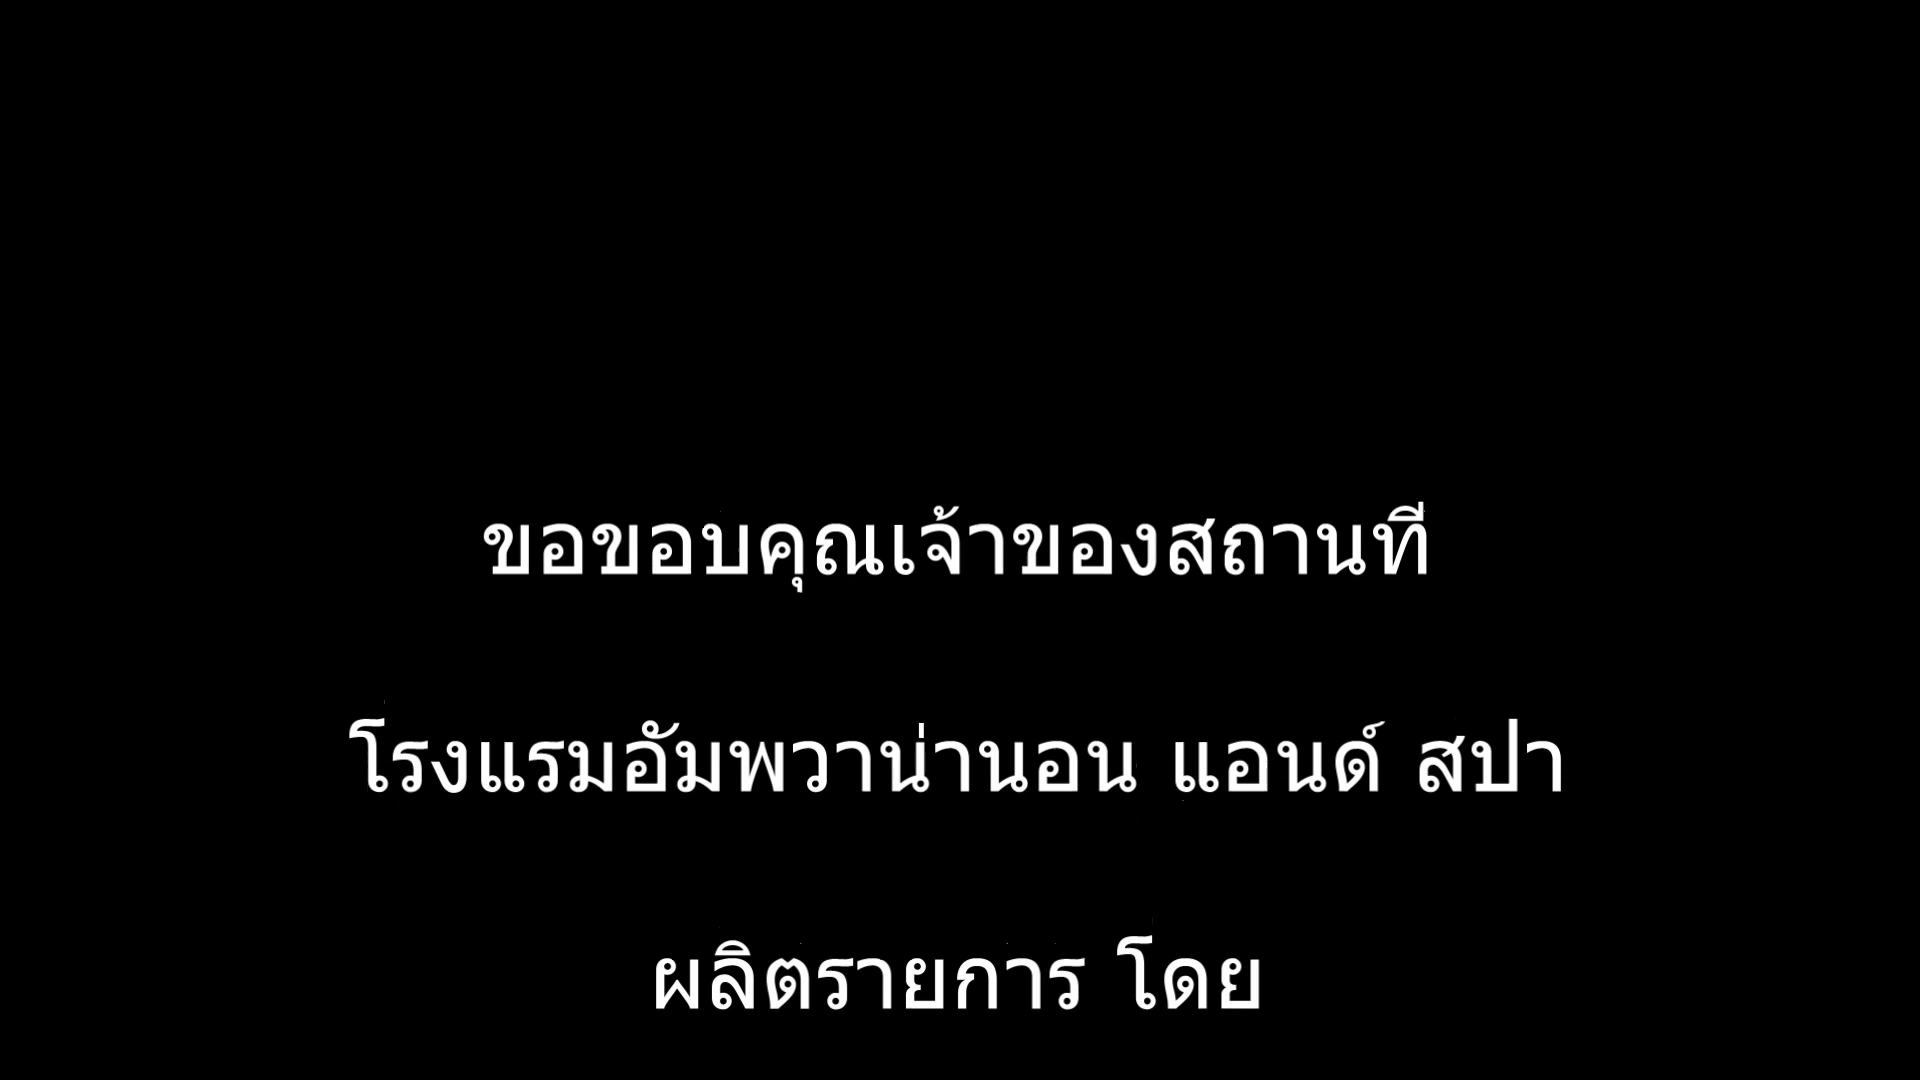 ขอขอบคุณเจ้าของสถานที
โรงแรมอัมพวาน่านอน แอนด์ สปา
ผลิตรายการ โดย